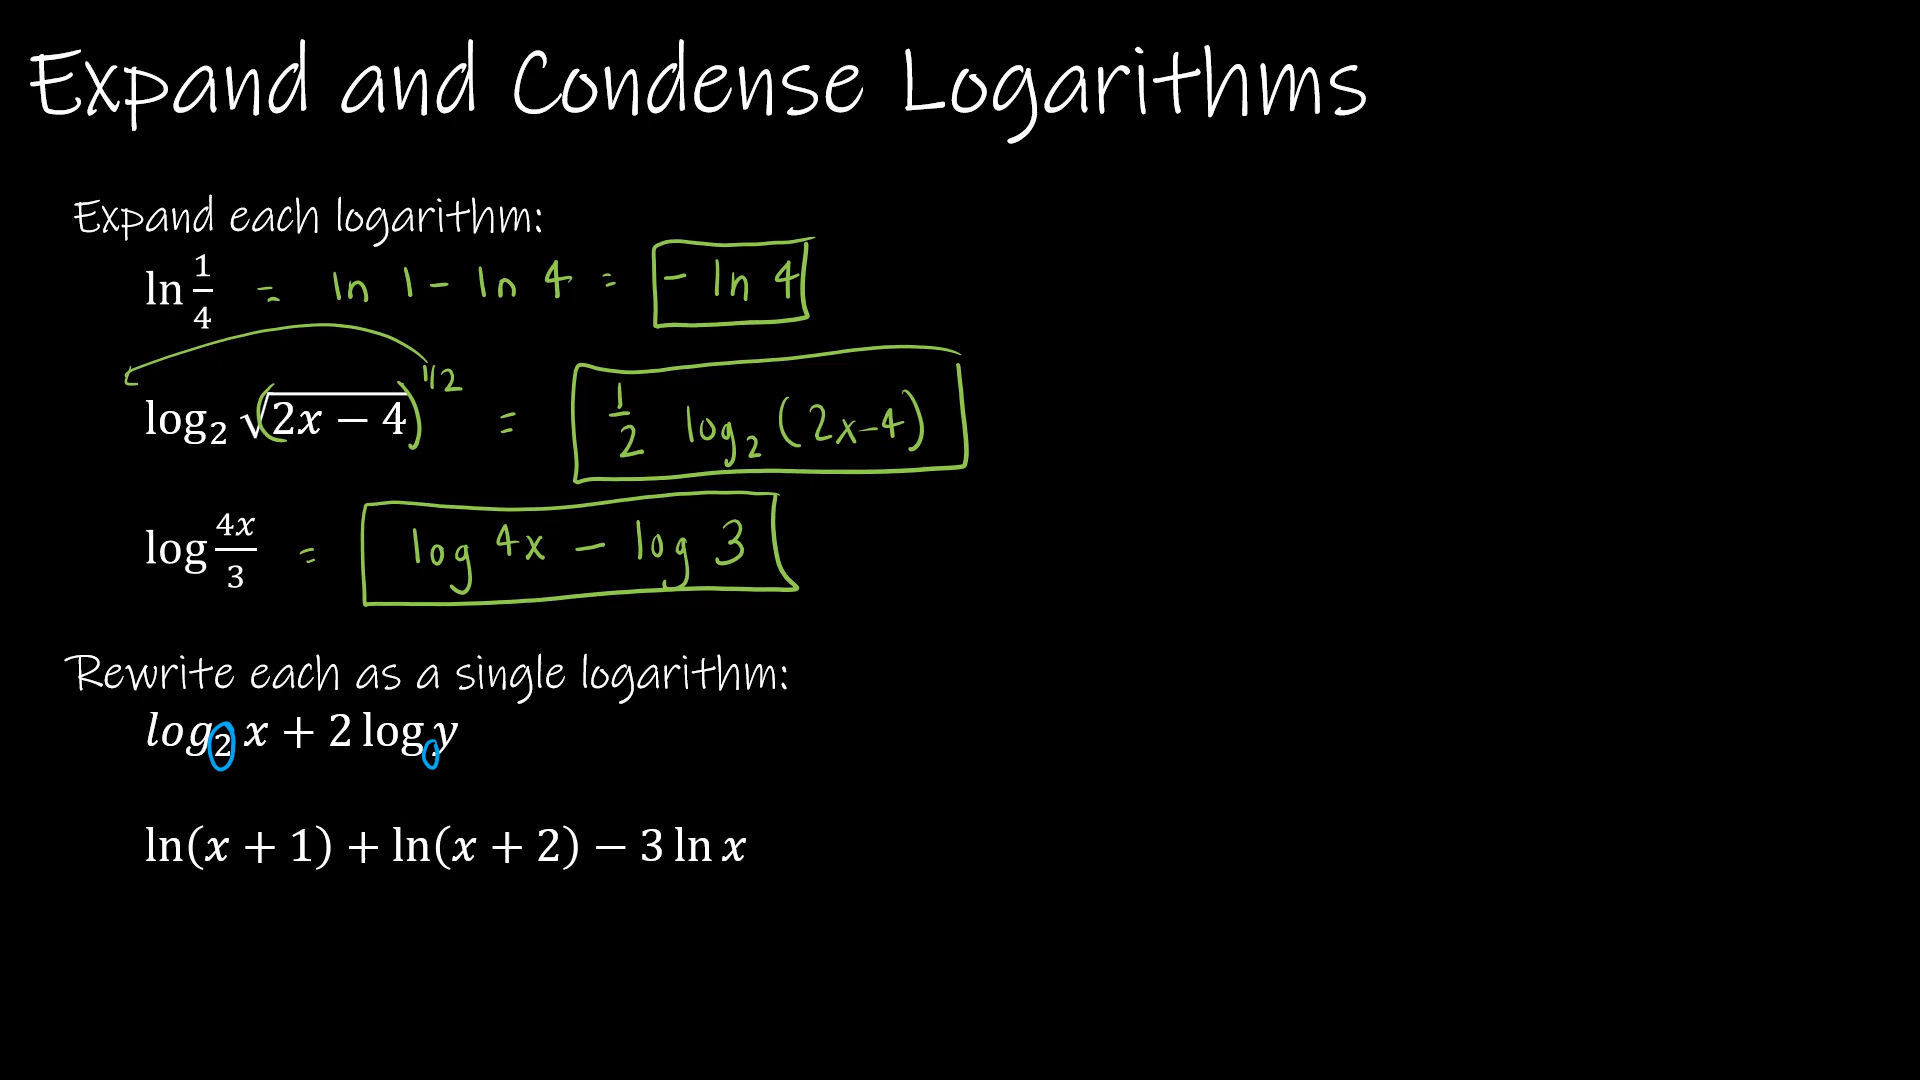 Expand and Condense Logarithms
Expand each logarithm:
ln 1/4 = ln 1 - ln 4 = - ln 4
log₂ √(2x − 4)^1/2 = 1/2 log₂ (2x-4)
log 4x/3 = log 4x - log 3
Rewrite each as a single logarithm:
log₂ x + 2 log y
ln(x + 1) + ln(x + 2) − 3 ln x